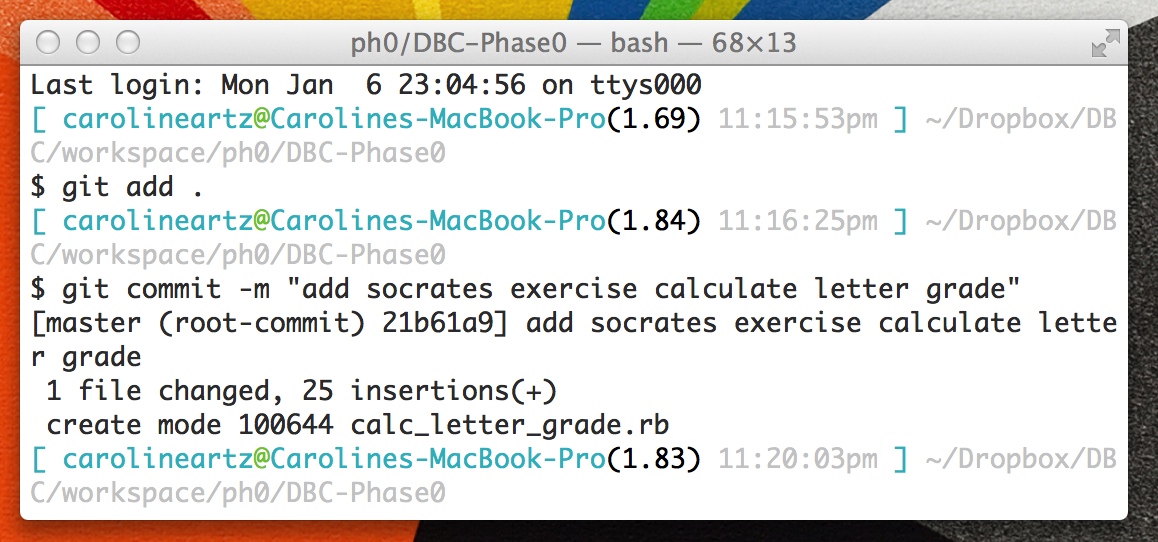 ph0/DBC-Phase0 — bash — 68×13
Last login: Mon Jan  6 23:04:56 on ttys000
[ carolineartz@Carolines-MacBook-Pro(1.69) 11:15:53pm ] ~/Dropbox/DB
C/workspace/ph0/DBC-Phase0
$ git add .
[ carolineartz@Carolines-MacBook-Pro(1.84) 11:16:25pm ] ~/Dropbox/DB
C/workspace/ph0/DBC-Phase0
$ git commit -m "add socrates exercise calculate letter grade"
[master (root-commit) 21b61a9] add socrates exercise calculate lette
r grade
 1 file changed, 25 insertions(+)
 create mode 100644 calc_letter_grade.rb
[ carolineartz@Carolines-MacBook-Pro(1.83) 11:20:03pm ] ~/Dropbox/DB
C/workspace/ph0/DBC-Phase0